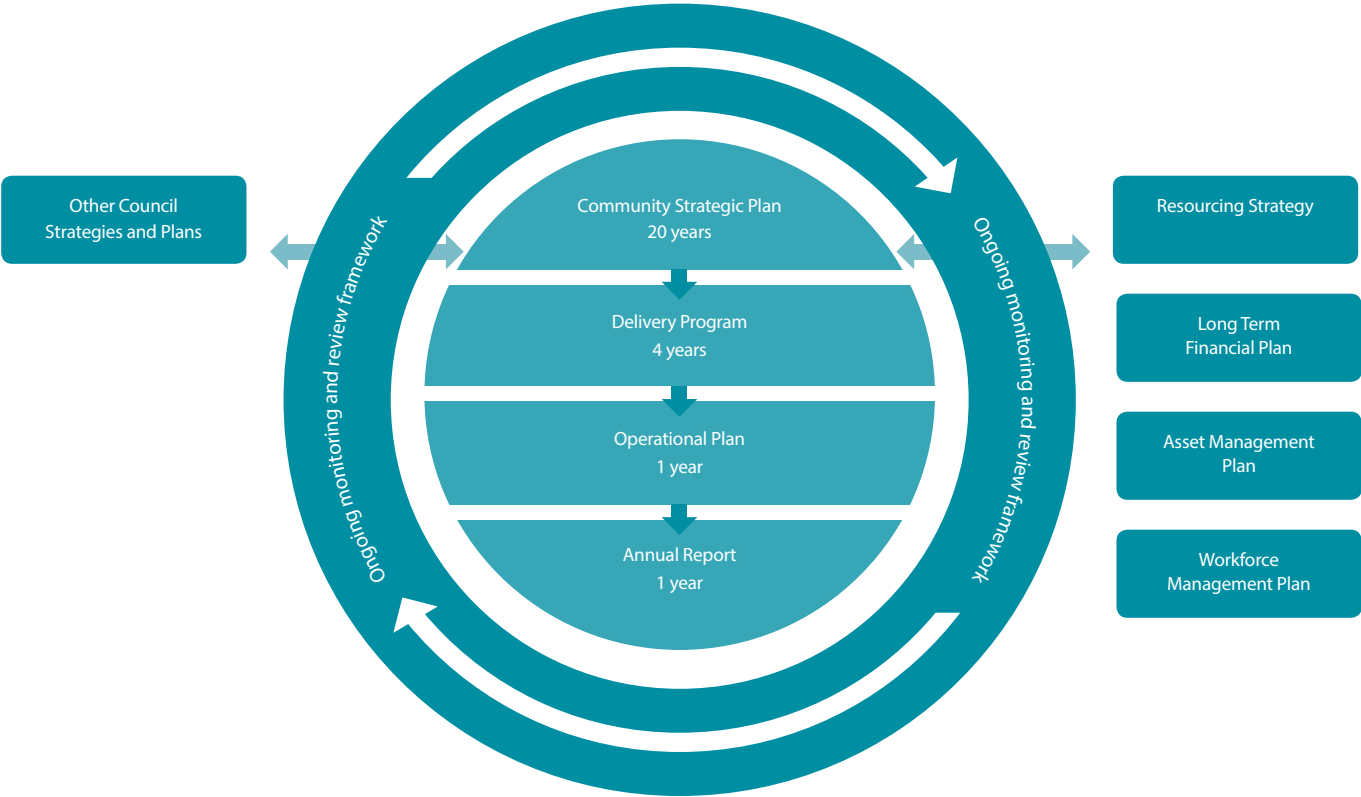 Other Council
Strategies and Plans
Ongoing monitoring and review framework
Community Strategic Plan
20 years
Delivery Program
4 years
Operational Plan
1 year
Annual Report
1 year
Ongoing monitoring and review framework
Resourcing Strategy
Long Term
Financial Plan
Asset Management
Plan
Workforce
Management Plan